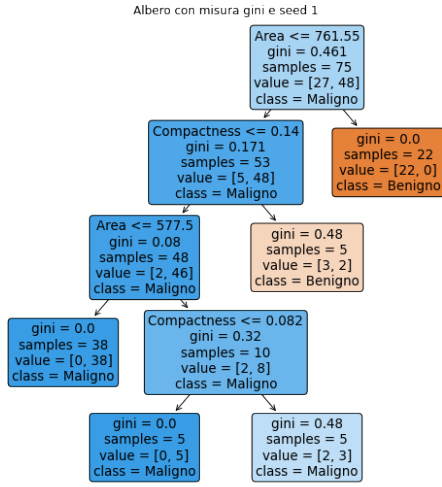 Albero con misura gini e seed 1
Area <= 761.55
gini = 0.461
samples = 75
value = [27, 48]
class = Maligno
Compactness <= 0.14
gini = 0.171
samples = 53
value = [5, 48]
class = Maligno
gini = 0.0
samples = 22
value = [22, 0]
class = Benigno
Area <= 577.5
gini = 0.08
samples = 48
value = [2, 46]
class = Maligno
gini = 0.48
samples = 5
value = [3, 2]
class = Benigno
gini = 0.0
samples = 38
value = [0, 38]
class = Maligno
Compactness <= 0.082
gini = 0.32
samples = 10
value = [2, 8]
class = Maligno
gini = 0.0
samples = 5
value = [0, 5]
class = Maligno
gini = 0.48
samples = 5
value = [2, 3]
class = Maligno